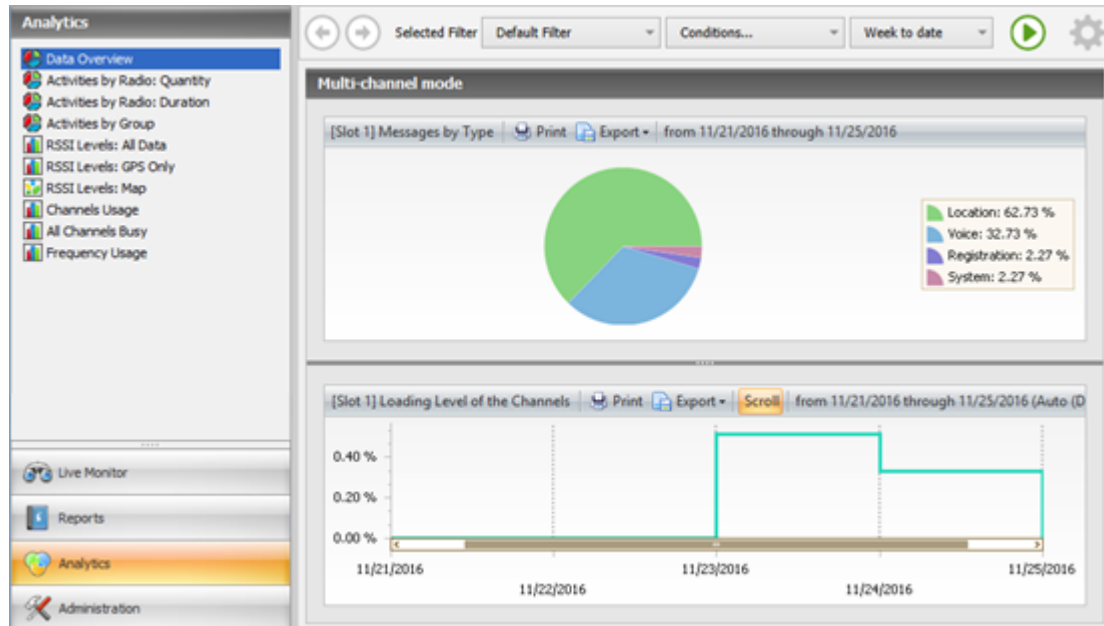 Analytics
Data Overview
Activities by Radio: Quantity
Activities by Radio: Duration
Activities by Group
RSSI Levels: All Data
RSSI Levels: GPS Only
RSSI Levels: Map
Channels Usage
All Channels Busy
Frequency Usage
Live Monitor
Reports
Analytics
Administration
Selected Filter Default Filter Conditions... Week to date
Multi-channel mode
[Slot 1] Messages by Type Print Export from 11/21/2016 through 11/25/2016
Location: 62.73 %
Voice: 32.73 %
Registration: 2.27 %
System: 2.27 %
[Slot 1] Loading Level of the Channels Print Export Scroll from 11/21/2016 through 11/25/2016 (Auto (D
0.40 %
0.20 %
0.00 %
11/21/2016 11/23/2016 11/25/2016
11/22/2016 11/24/2016